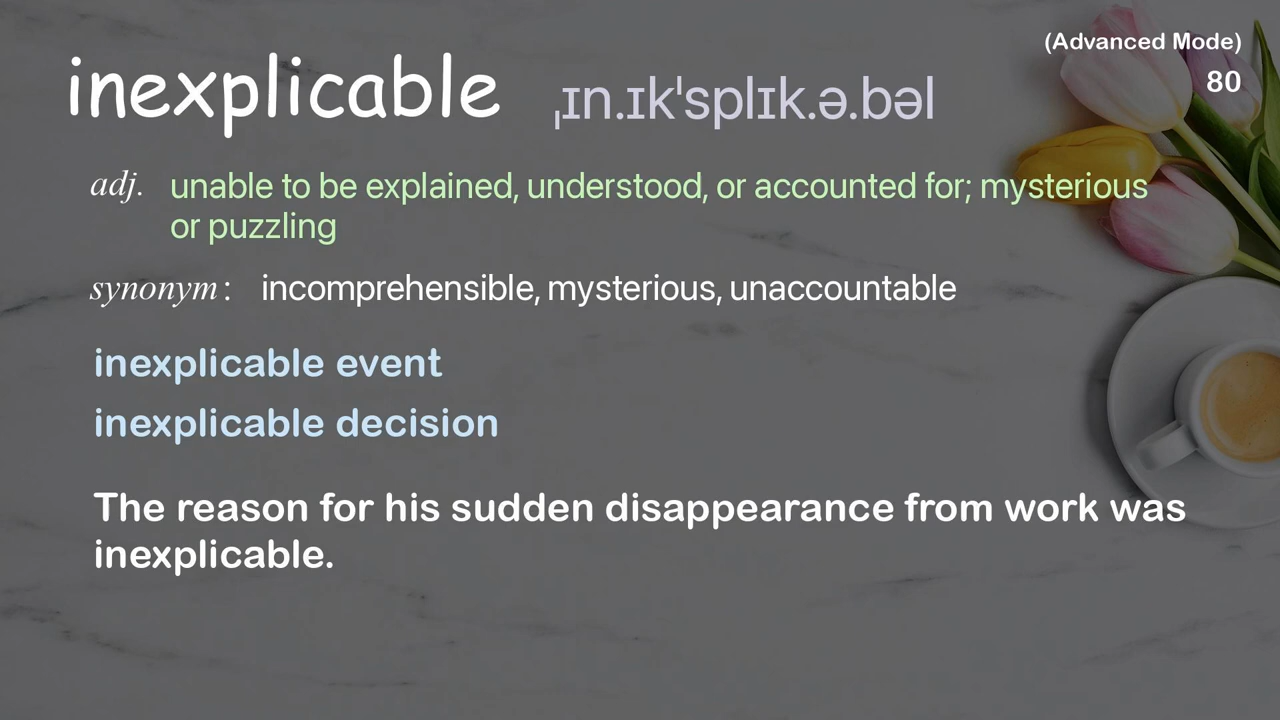 (Advanced Mode)
80
inexplicable ˌɪn.ɪkˈsplɪk.ə.bəl
adj. unable to be explained, understood, or accounted for; mysterious
or puzzling
synonym: incomprehensible, mysterious, unaccountable
inexplicable event
inexplicable decision
The reason for his sudden disappearance from work was
inexplicable.